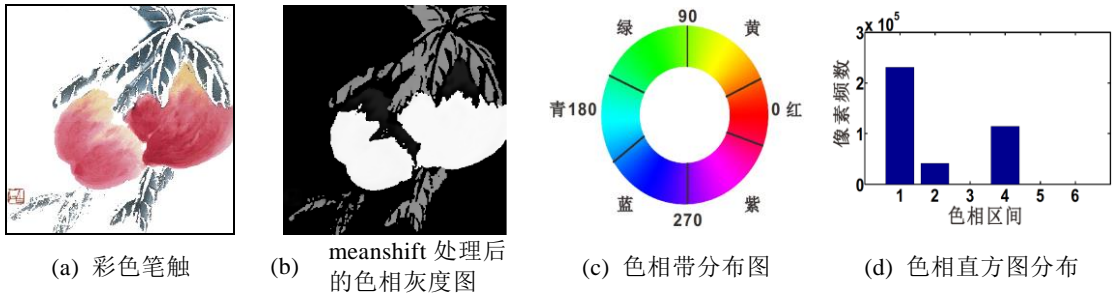 绿
90
黄
青180
0 红
蓝
270
紫
×10^5
3
2
1
0
像素频数
1 2 3 4 5 6
色相区间
(a) 彩色笔触
(b) meanshift 处理后
的色相灰度图
(c) 色相带分布图
(d) 色相直方图分布